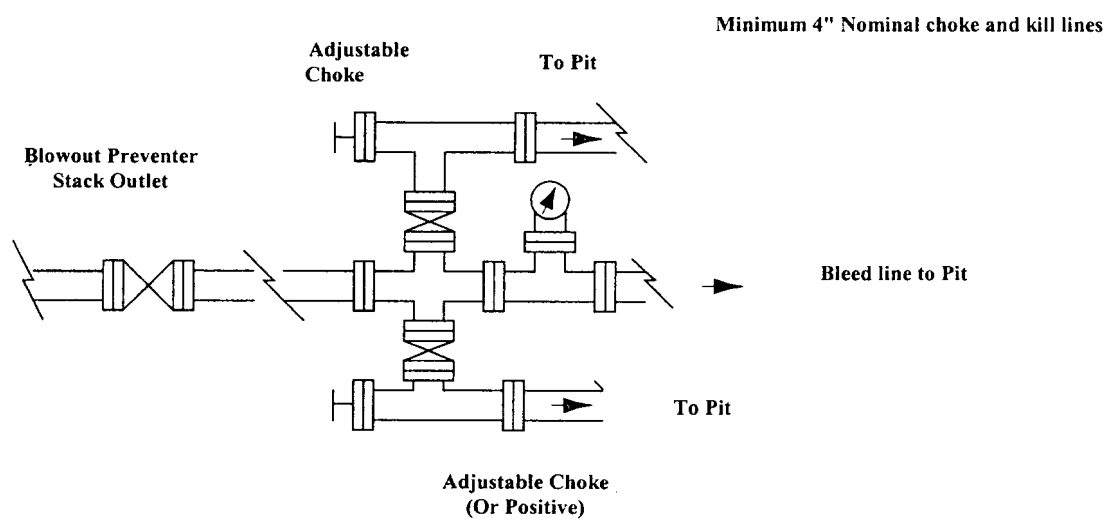 Minimum 4" Nominal choke and kill lines
Adjustable
Choke
To Pit
Blowout Preventer
Stack Outlet
Bleed line to Pit
To Pit
Adjustable Choke
(Or Positive)